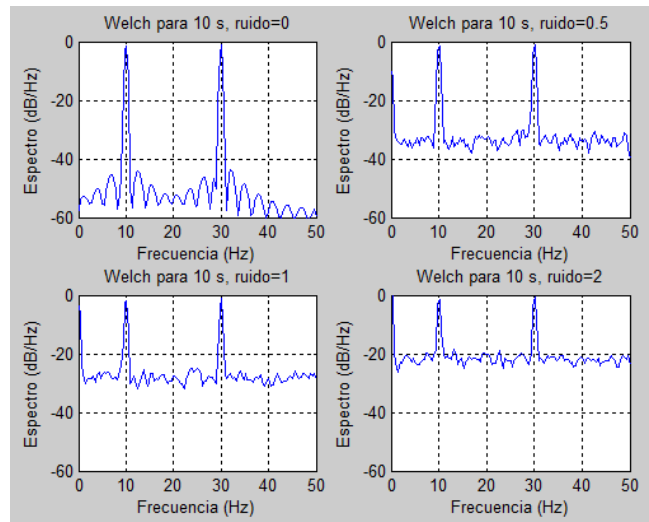 Welch para 10 s, ruido=0
0
-20
-40
-60
Espectro (dB/Hz)
0 10 20 30 40 50
Frecuencia (Hz)
Welch para 10 s, ruido=0.5
0
-20
-40
-60
Espectro (dB/Hz)
0 10 20 30 40 50
Frecuencia (Hz)
Welch para 10 s, ruido=1
0
-20
-40
-60
Espectro (dB/Hz)
0 10 20 30 40 50
Frecuencia (Hz)
Welch para 10 s, ruido=2
0
-20
-40
-60
Espectro (dB/Hz)
0 10 20 30 40 50
Frecuencia (Hz)